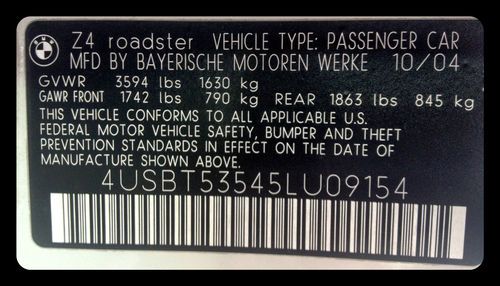 BMW
Z4 roadster VEHICLE TYPE: PASSENGER CAR
MFD BY BAYERISCHE MOTOREN WERKE 10/04
GVWR 3594 lbs 1630 kg
GAWR FRONT 1742 lbs 790 kg REAR 1863 lbs 845 kg
THIS VEHICLE CONFORMS TO ALL APPLICABLE U.S.
FEDERAL MOTOR VEHICLE SAFETY, BUMPER AND THEFT
PREVENTION STANDARDS IN EFFECT ON THE DATE OF
MANUFACTURE SHOWN ABOVE.
4USBT53545LU09154